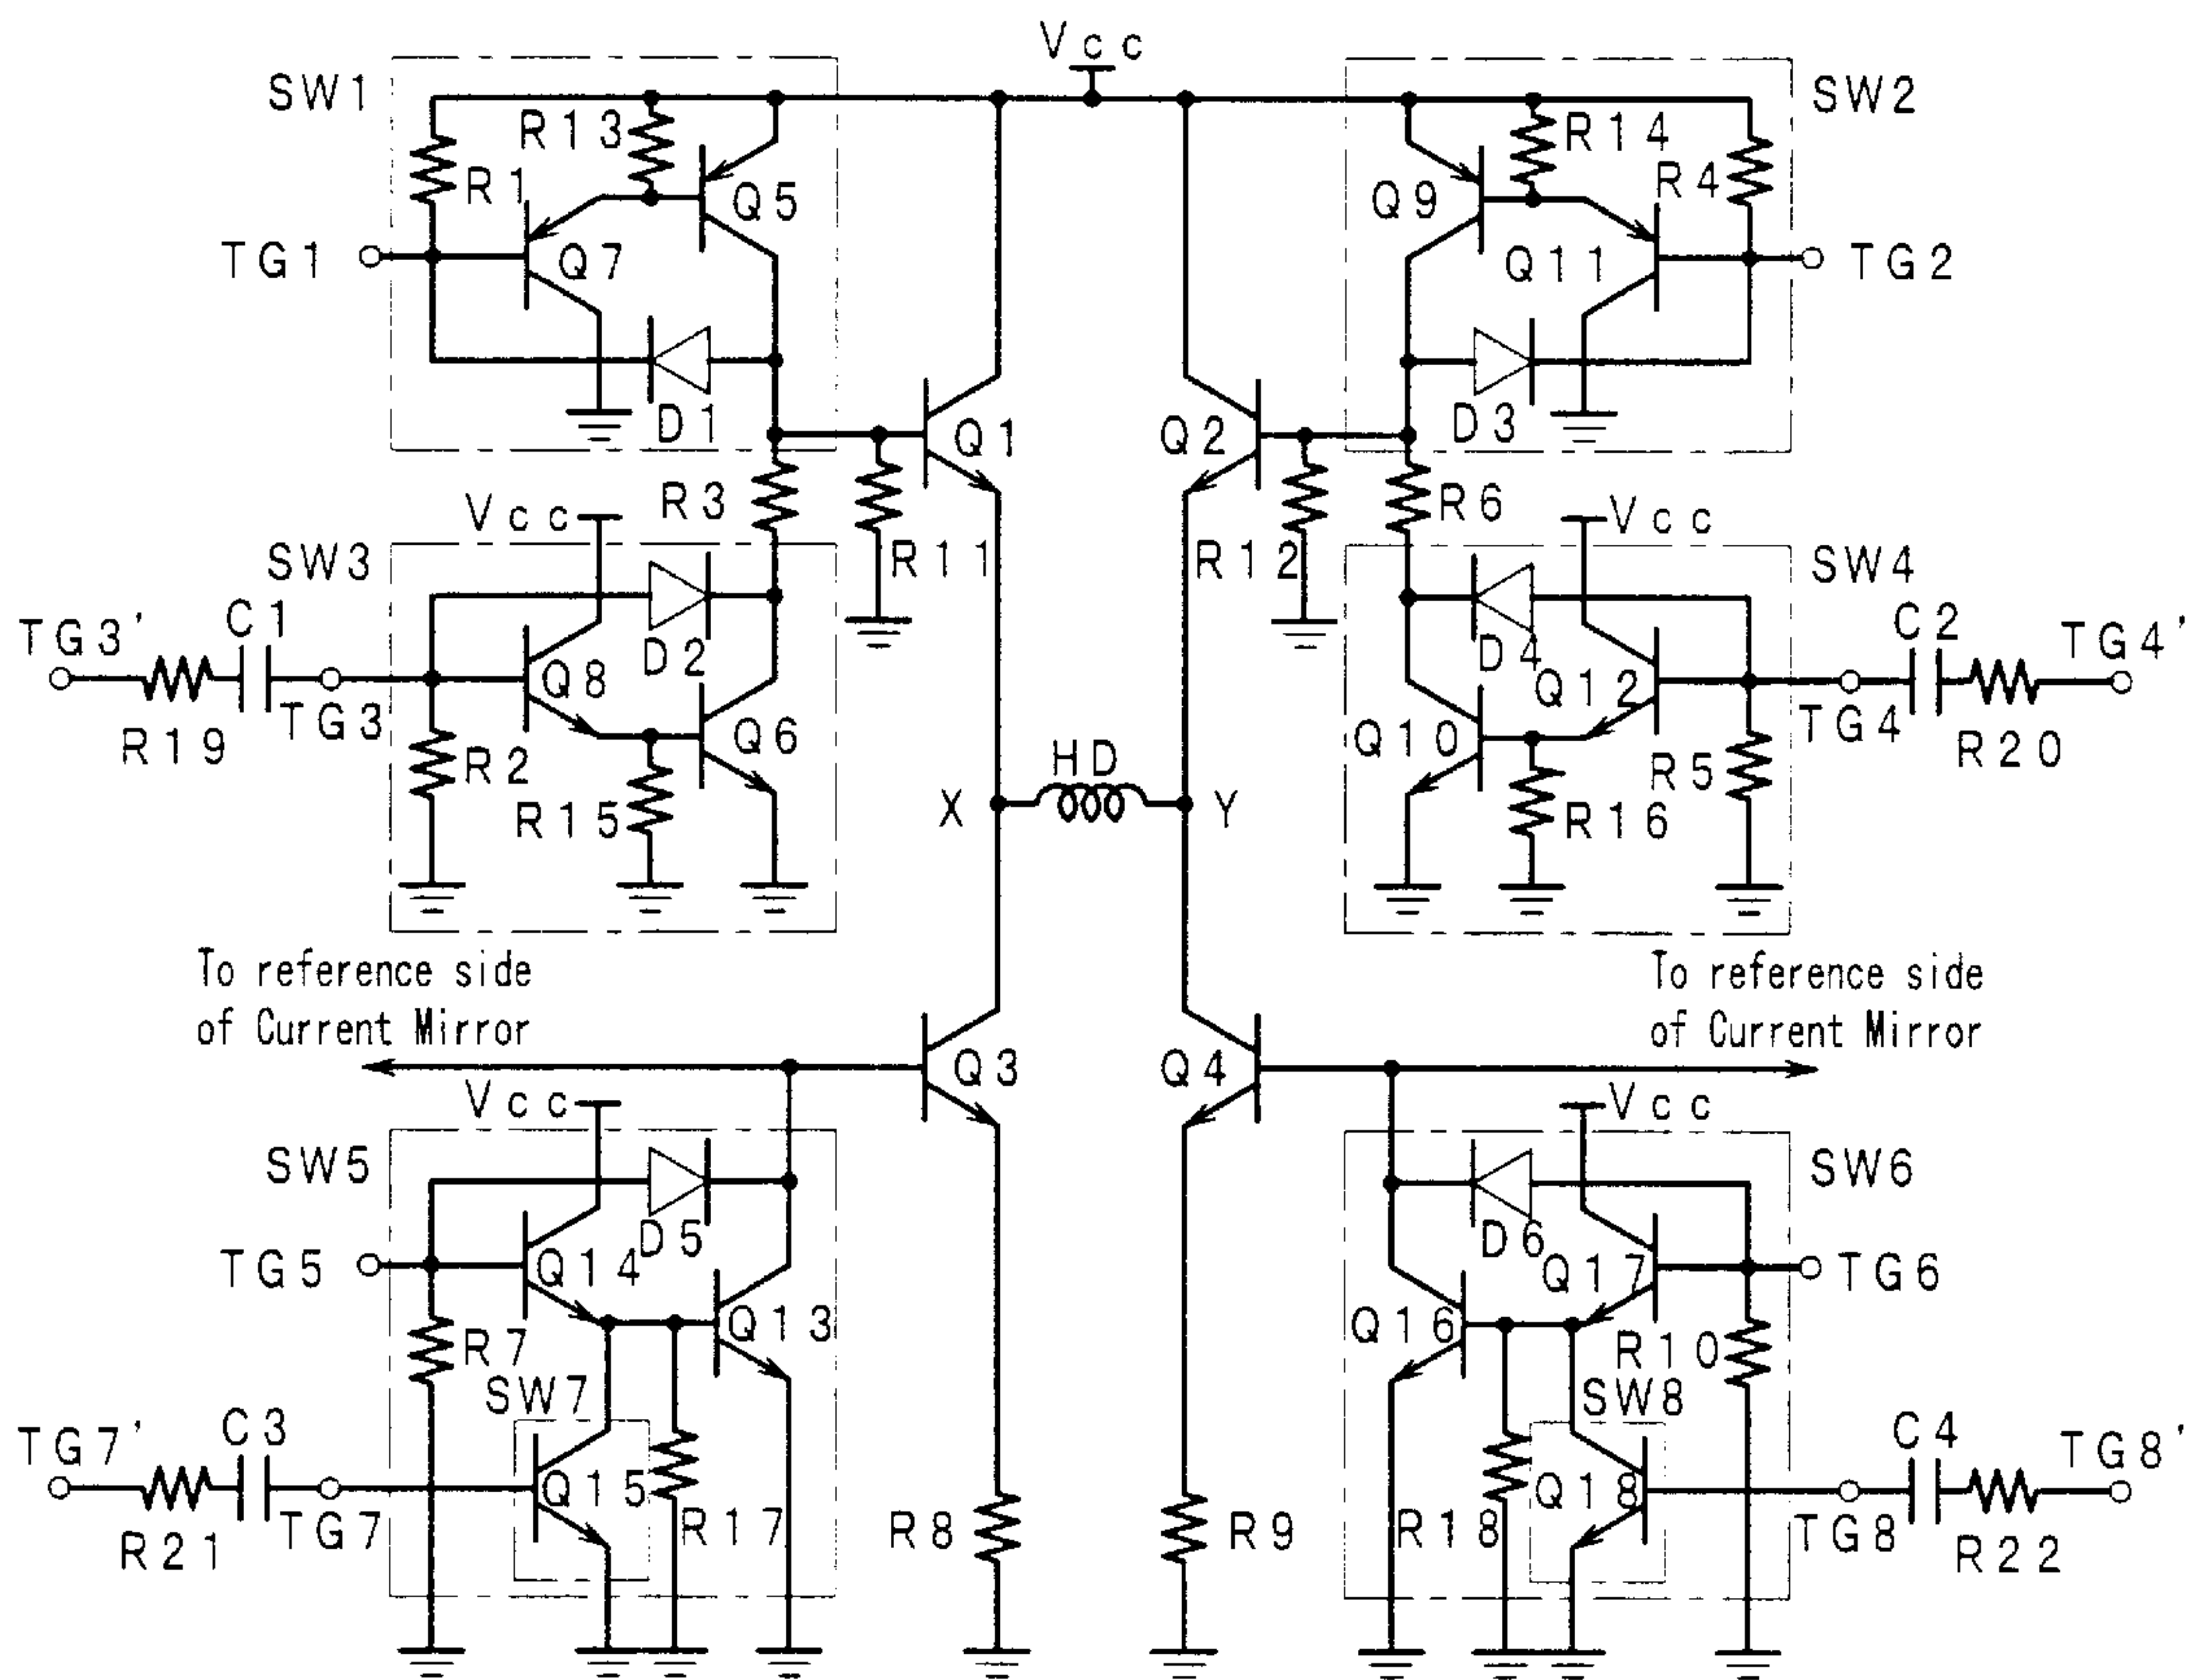 Vcc
SW1
SW2
R13
R14
R1
R4
Q5
Q9
TG1
Q7
Q11
TG2
D1
D3
Q1
Q2
R3
R6
Vcc
Vcc
SW3
R11
R12
SW4
TG3'
C1
C2
TG4'
D2
D4
Q8
Q12
TG3
TG4
R19
R20
Q6
Q10
R2
R5
R15
R16
HD
X
Y
To reference side
of Current Mirror
To reference side
of Current Mirror
Q3
Q4
Vcc
Vcc
SW5
SW6
D5
D6
TG5
Q14
Q17
TG6
Q13
Q16
R7
R10
SW7
SW8
TG7'
C3
C4
TG8'
Q15
Q18
TG7
TG8
R21
R22
R17
R18
R8
R9